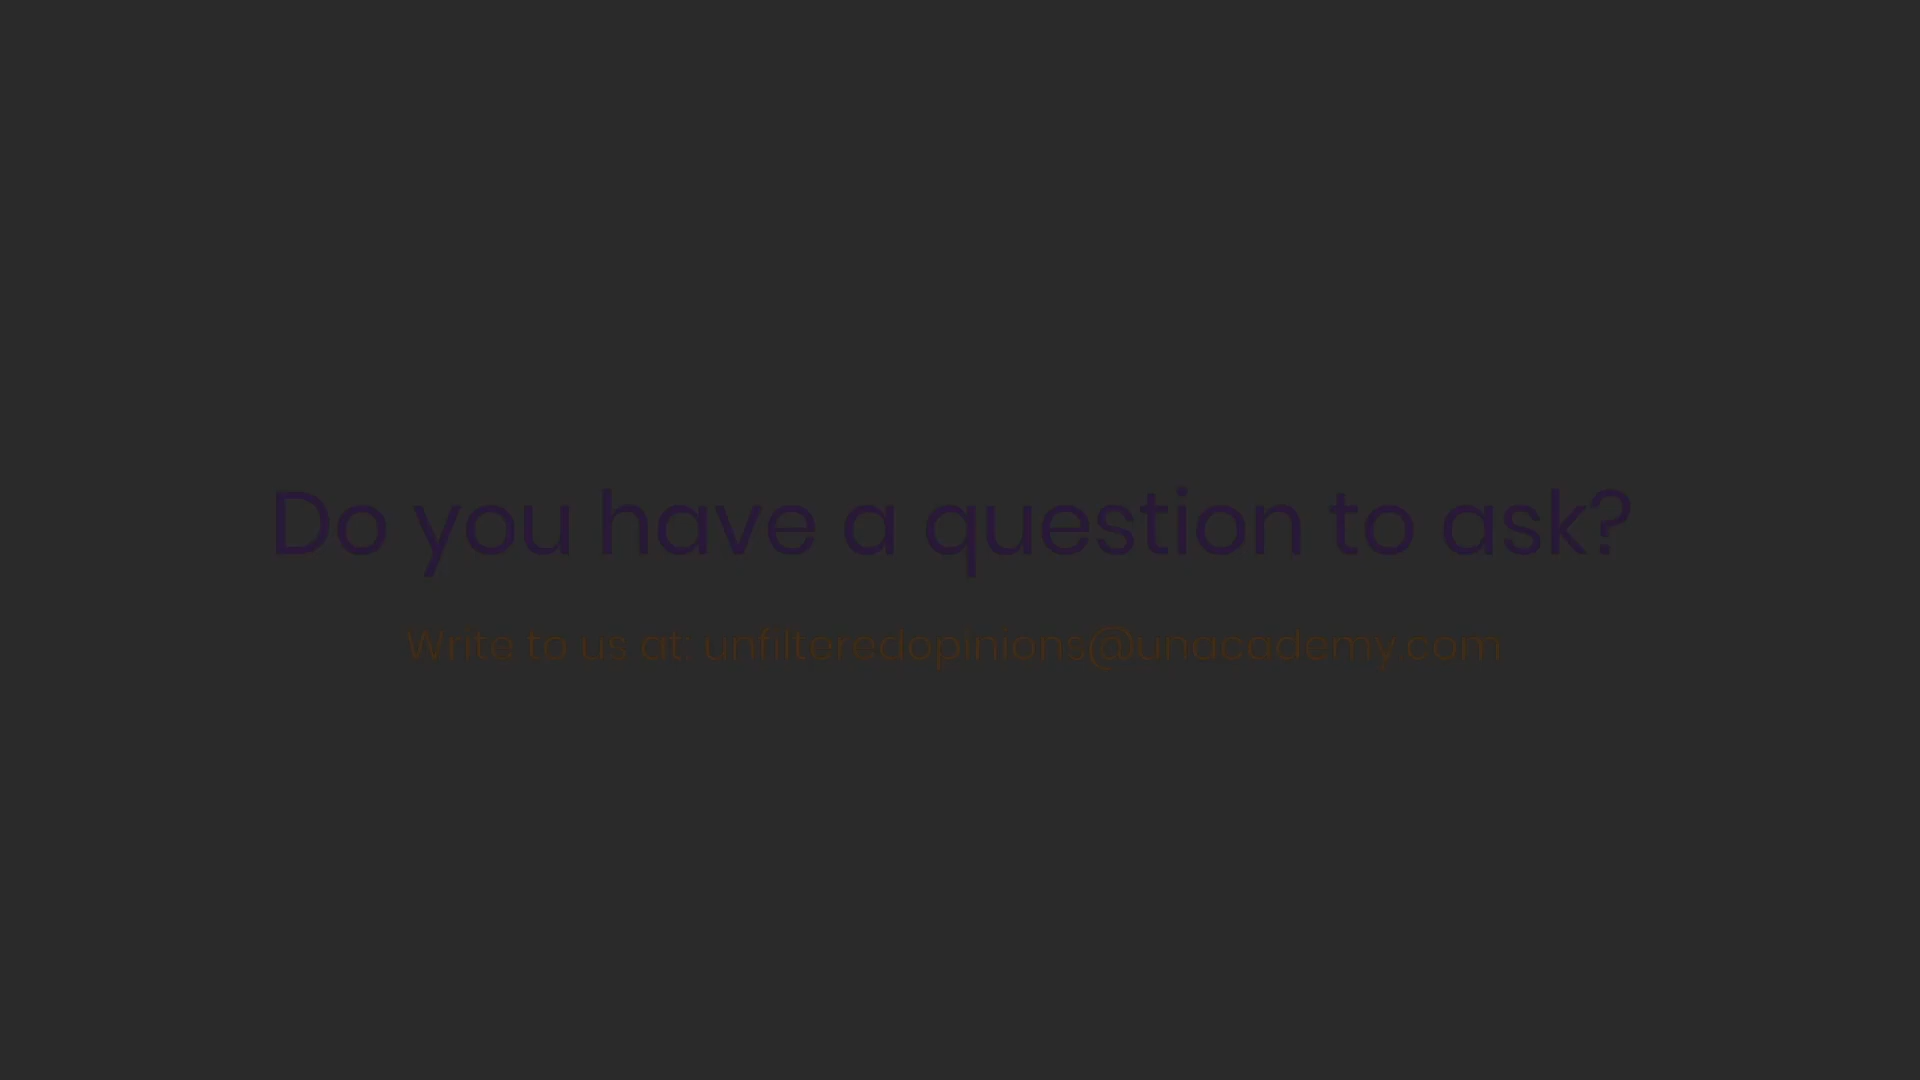 Do you have a question to ask?
Write to us at: unfilteredopinions@unacademy.com